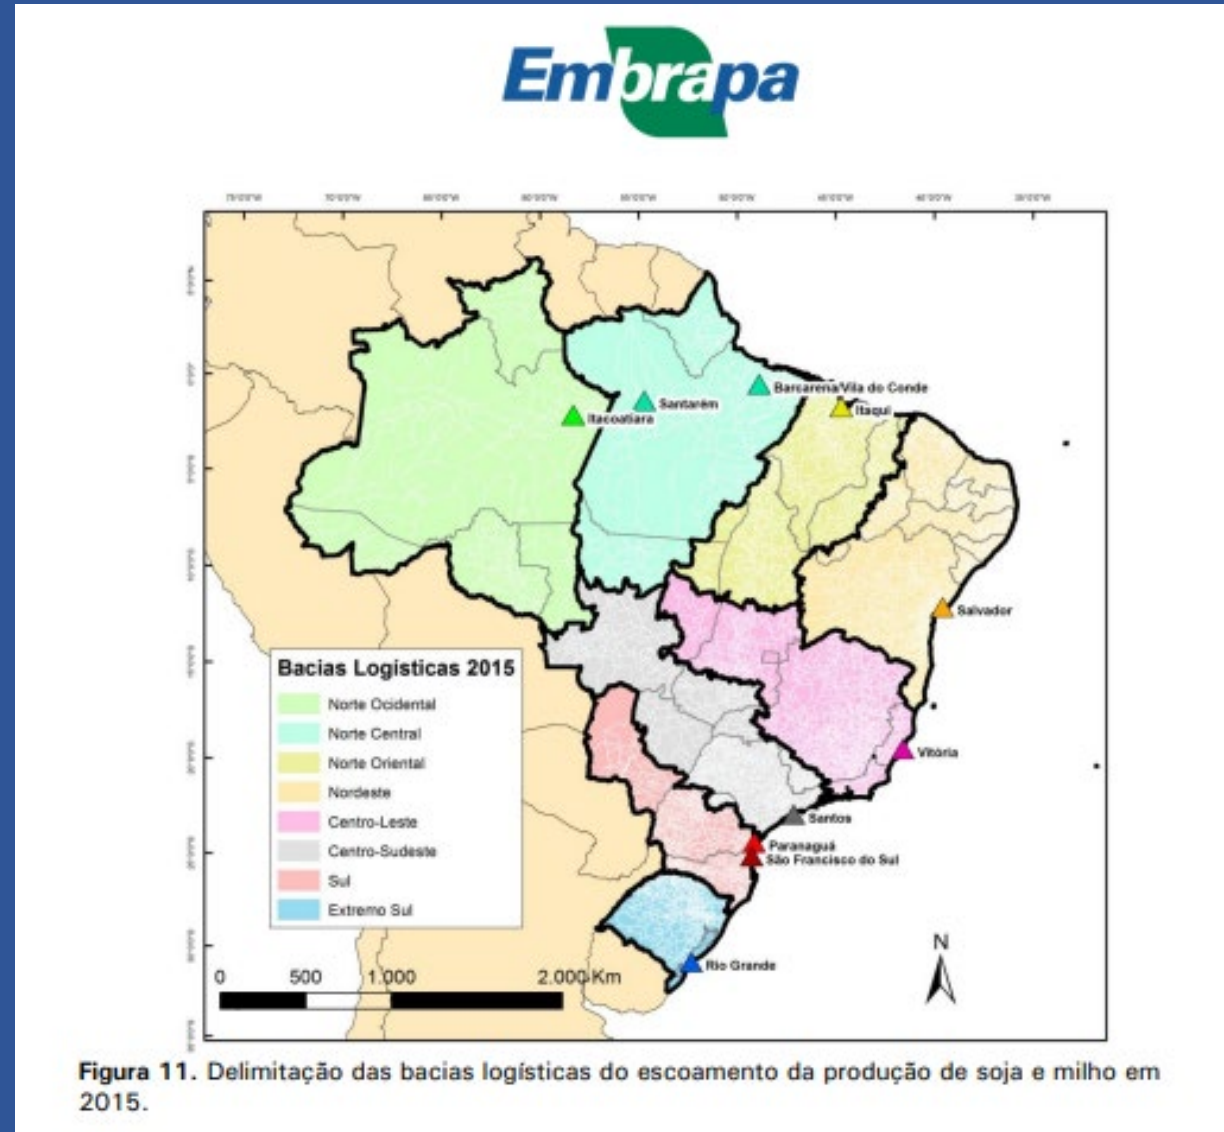 Embrapa
Barcarena/Vila do Conde
Santarém
Itaqui
Itacoatiara
Salvador
Bacias Logísticas 2015
Norte Ocidental
Norte Central
Norte Oriental
Nordeste
Centro-Leste
Centro-Sudeste
Sul
Extremo Sul
Vitória
Santos
Paranaguá
São Francisco do Sul
Rio Grande
N
0 500 1.000 2.000 Km
Figura 11. Delimitação das bacias logísticas do escoamento da produção de soja e milho em
2015.